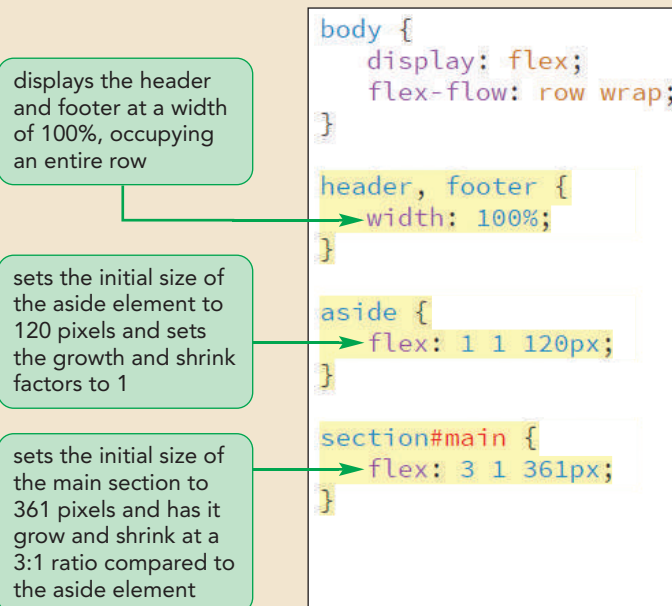 displays the header
and footer at a width
of 100%, occupying
an entire row
sets the initial size of
the aside element to
120 pixels and sets
the growth and shrink
factors to 1
sets the initial size of
the main section to
361 pixels and has it
grow and shrink at a
3:1 ratio compared to
the aside element
body {
display: flex;
flex-flow: row wrap;
}
header, footer {
width: 100%;
}
aside {
flex: 1 1 120px;
}
section#main {
flex: 3 1 361px;
}